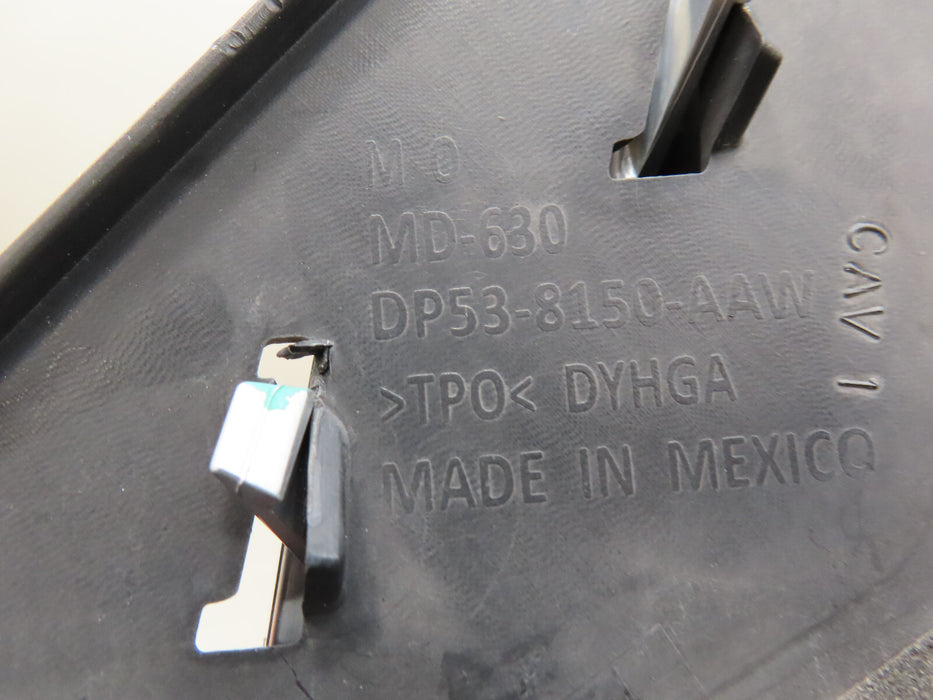 M O
MD-630
DP53-8150-AAW
>TPO< DYHGA
MADE IN MEXICO
CAV 1